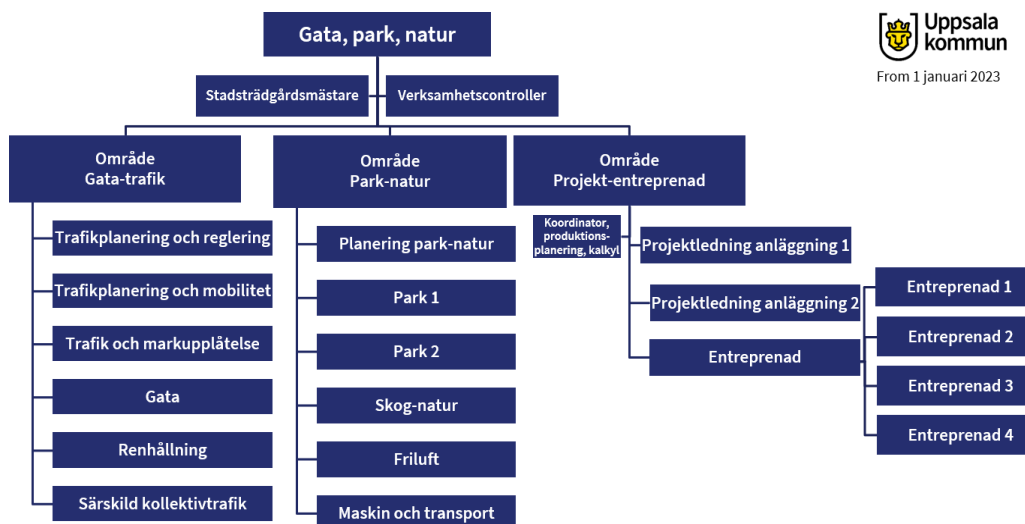 Gata, park, natur
Uppsala
kommun
From 1 januari 2023
Stadsträdgårdsmästare
Verksamhetscontroller
Område
Gata-trafik
Trafikplanering och reglering
Trafikplanering och mobilitet
Trafik och markupplåtelse
Gata
Renhållning
Särskild kollektivtrafik
Område
Park-natur
Planering park-natur
Park 1
Park 2
Skog-natur
Friluft
Maskin och transport
Område
Projekt-entreprenad
Koordinator,
produktions-
planering, kalkyl
Projektledning anläggning 1
Projektledning anläggning 2
Entreprenad
Entreprenad 1
Entreprenad 2
Entreprenad 3
Entreprenad 4